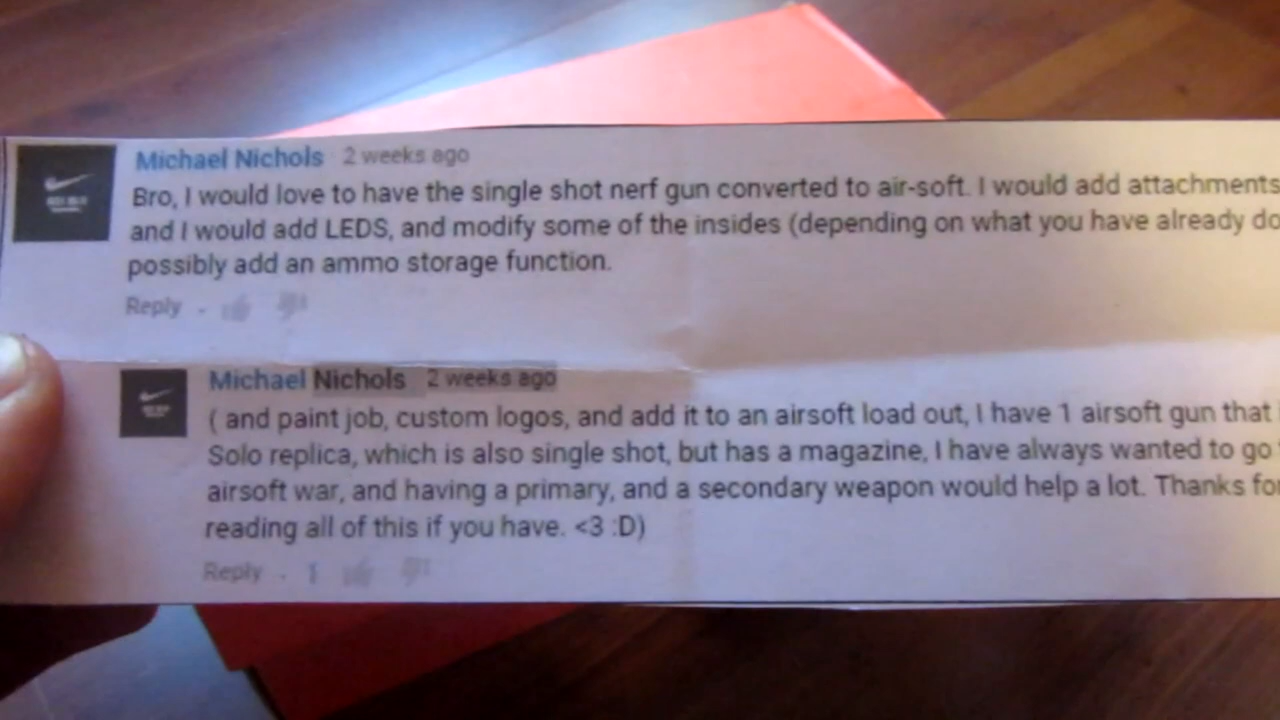 Michael Nichols 2 weeks ago
Bro, I would love to have the single shot nerf gun converted to air-soft. I would add attachments
and I would add LEDS, and modify some of the insides (depending on what you have already do
possibly add an ammo storage function.
Reply
Michael Nichols 2 weeks ago
( and paint job, custom logos, and add it to an airsoft load out, I have 1 airsoft gun that
Solo replica, which is also single shot, but has a magazine, I have always wanted to go
airsoft war, and having a primary, and a secondary weapon would help a lot. Thanks for
reading all of this if you have. <3 :D)
Reply · 1